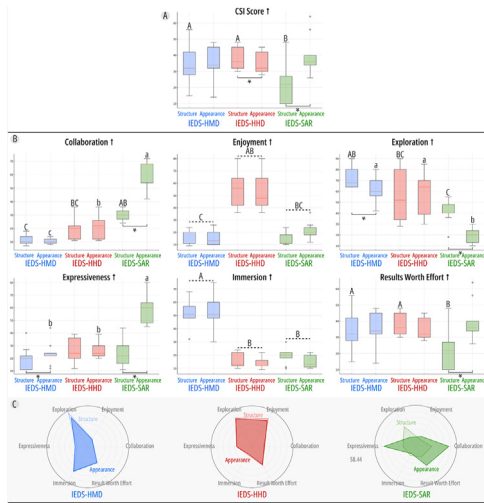 A
CSI Score ↑
A A B
* *
Structure Appearance Structure Appearance Structure Appearance
IEDS-HMD IEDS-HHD IEDS-SAR
B
Collaboration ↑ Enjoyment ↑ Exploration ↑
C c BC b AB a
*
AB
C
BC
AB a BC a C b
* *
Structure Appearance Structure Appearance Structure Appearance
IEDS-HMD IEDS-HHD IEDS-SAR
Structure Appearance Structure Appearance Structure Appearance
IEDS-HMD IEDS-HHD IEDS-SAR
Structure Appearance Structure Appearance Structure Appearance
IEDS-HMD IEDS-HHD IEDS-SAR
Expressiveness ↑ Immersion ↑ Results Worth Effort ↑
b b a
* *
A
B
B
A A B
Structure Appearance Structure Appearance Structure Appearance
IEDS-HMD IEDS-HHD IEDS-SAR
Structure Appearance Structure Appearance Structure Appearance
IEDS-HMD IEDS-HHD IEDS-SAR
Structure Appearance Structure Appearance Structure Appearance
IEDS-HMD IEDS-HHD IEDS-SAR
C
Exploration Enjoyment
Structure
Expressiveness Collaboration
Appearance
Immersion Result Worth Effort
IEDS-HMD
Exploration Enjoyment
Structure
Expressiveness Collaboration
Appearance
Immersion Result Worth Effort
IEDS-HHD
Exploration Enjoyment
Structure
Expressiveness Collaboration
58.44
Appearance
Immersion Result Worth Effort
IEDS-SAR